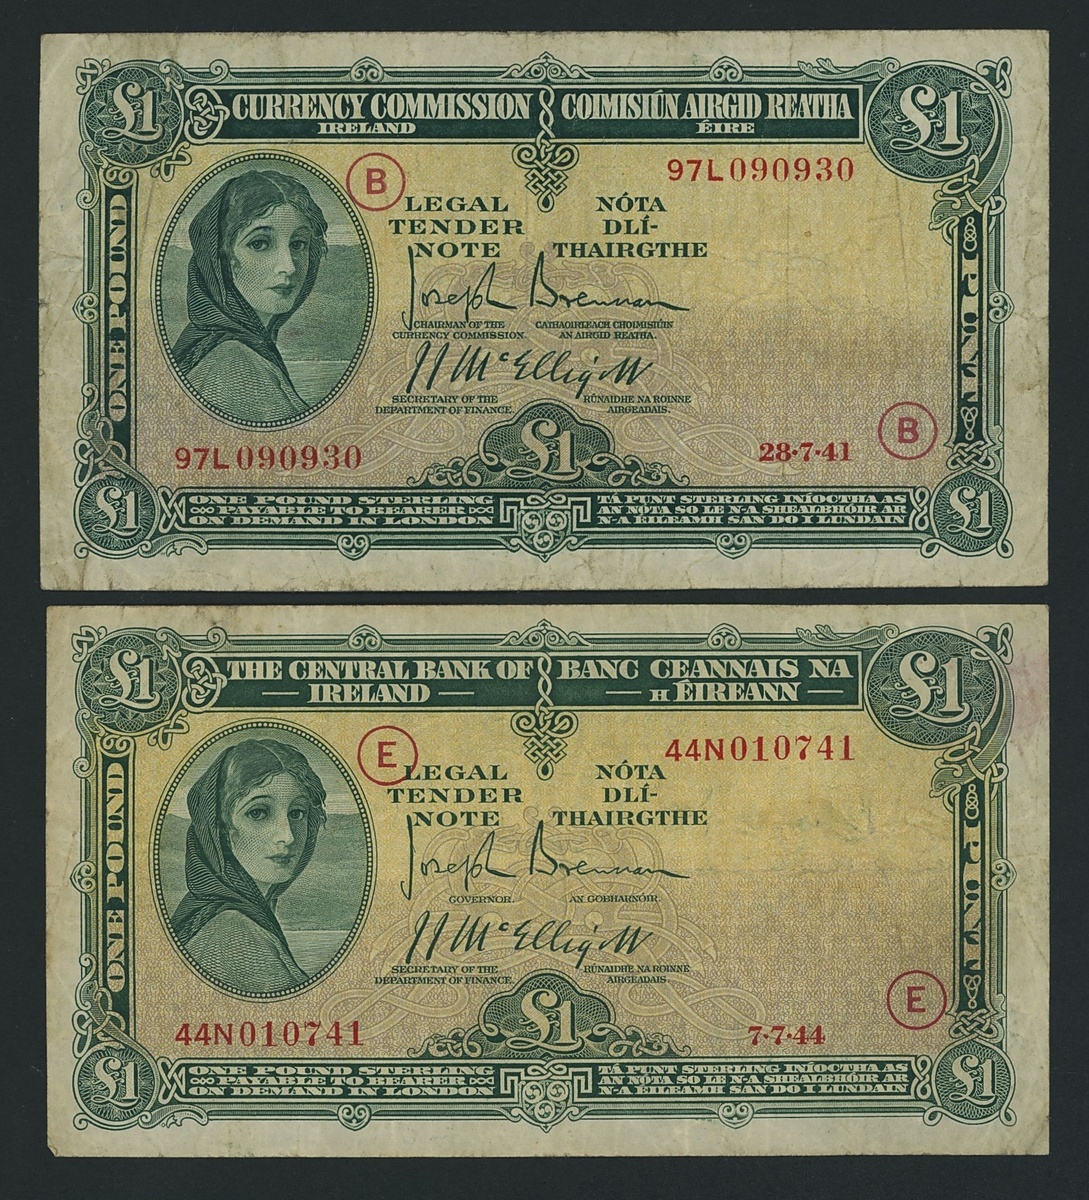 £1 CURRENCY COMMISSION COIMISIÚN AIRGID REATHA £1
IRELAND ÉIRE
B 97L090930
LEGAL NÓTA
TENDER DLÍ-
NOTE THAIRGTHE
ONE POUND
PUNT
Joseph Brennan
CHAIRMAN OF THE CATHAOIRLEACH CHOIMISIÚIN
CURRENCY COMMISSION. AN AIRGID REATHA.
JJ McElligott
SECRETARY OF THE RÚNAIDHE NA ROINNE
DEPARTMENT OF FINANCE. AIRGEADAIS.
97L090930 £1 28·7·41 B
£1 ONE POUND STERLING TÁ PUNT STERLING INÍOCTHA AS £1
PAYABLE TO BEARER AN NÓTA SO LE N-A SHEALBHÓIR AR
ON DEMAND IN LONDON N-A ÉILEAMH SAN DO I LUNDAIN
£1 THE CENTRAL BANK OF BANC CEANNAIS NA £1
— IRELAND — — H ÉIREANN —
E 44N010741
LEGAL NÓTA
TENDER DLÍ-
NOTE THAIRGTHE
ONE POUND
PUNT
Joseph Brennan
GOVERNOR. AN GOBHARNÓIR.
JJ McElligott
SECRETARY OF THE RÚNAIDHE NA ROINNE
DEPARTMENT OF FINANCE. AIRGEADAIS.
44N010741 £1 7·7·44 E
£1 ONE POUND STERLING TÁ PUNT STERLING INÍOCTHA AS £1
PAYABLE TO BEARER AN NÓTA SO LE N-A SHEALBHÓIR AR
ON DEMAND IN LONDON N-A ÉILEAMH SAN DO I LUNDAIN